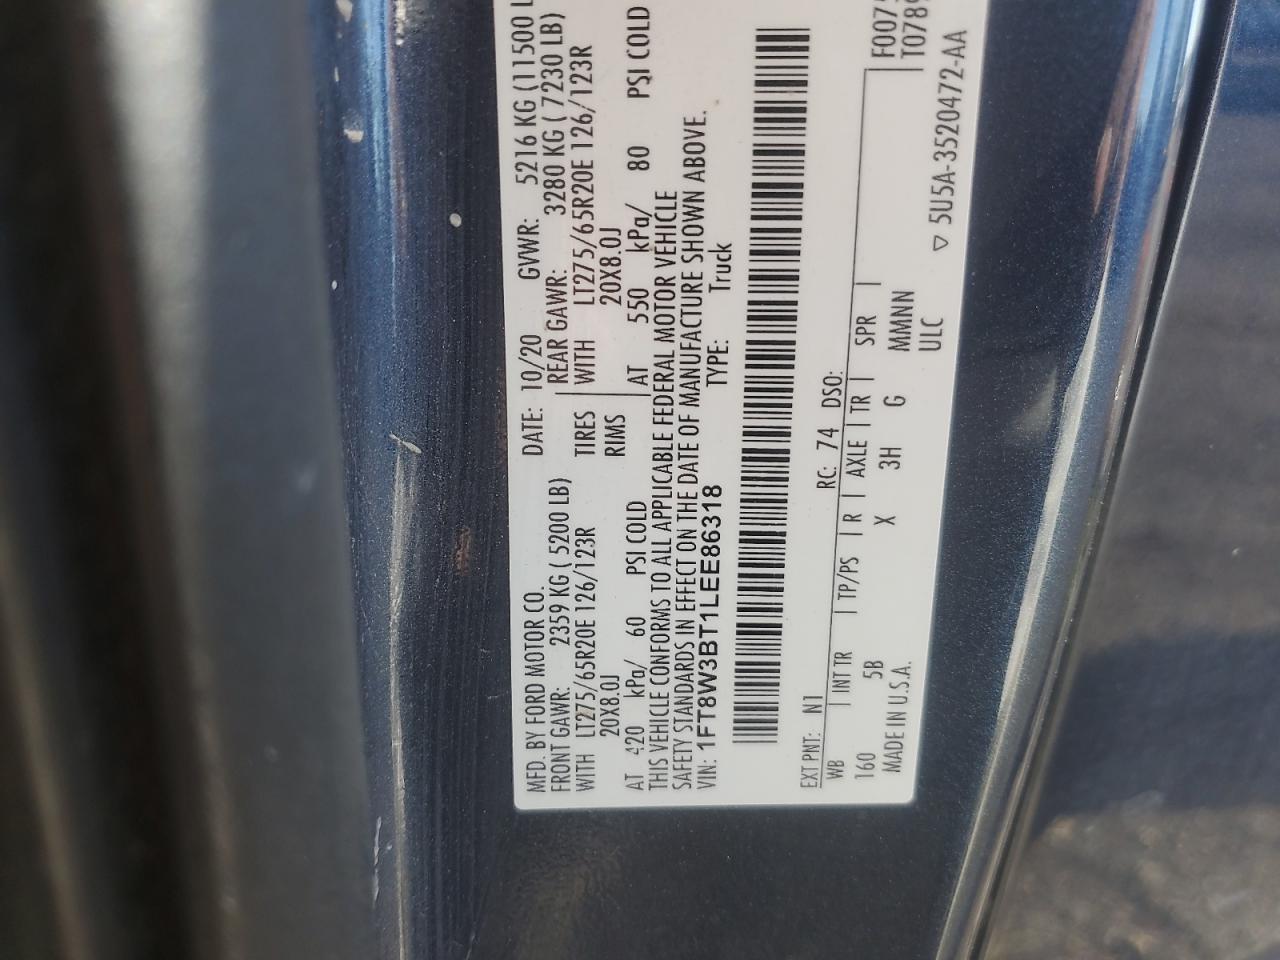 MFD. BY FORD MOTOR CO. DATE: 10/20 GVWR: 5216 KG (11500 L
FRONT GAWR: 2359 KG ( 5200 LB) REAR GAWR: 3280 KG ( 7230 LB)
WITH LT275/65R20E 126/123R TIRES WITH LT275/65R20E 126/123R
20X8.0J RIMS 20X8.0J
AT 420 kPa/ 60 PSI COLD AT 550 kPa/ 80 PSI COLD
THIS VEHICLE CONFORMS TO ALL APPLICABLE FEDERAL MOTOR VEHICLE
SAFETY STANDARDS IN EFFECT ON THE DATE OF MANUFACTURE SHOWN ABOVE.
VIN: 1FT8W3BT1LEE86318 TYPE: Truck
EXT PNT: N1 RC: 74 DSO:
WB INT TR TP/PS R AXLE TR SPR F007
160 5B X 3H G MMMNN T078
MADE IN U.S.A. ULC
▽ 5U5A-3520472-AA